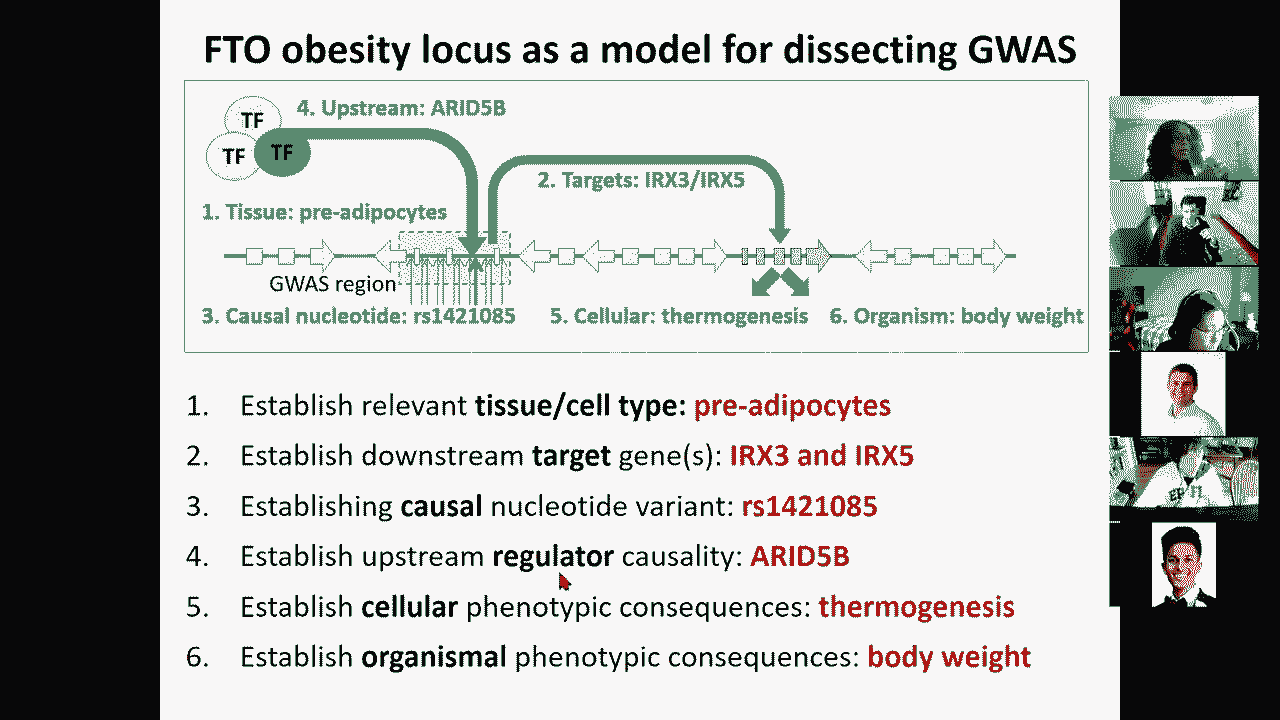 FTO obesity locus as a model for dissecting GWAS
TF
4. Upstream: ARID5B
TF
TF
2. Targets: IRX3/IRX5
1. Tissue: pre-adipocytes
GWAS region
3. Causal nucleotide: rs1421085
5. Cellular: thermogenesis
6. Organism: body weight
1. Establish relevant tissue/cell type: pre-adipocytes
2. Establish downstream target gene(s): IRX3 and IRX5
3. Establishing causal nucleotide variant: rs1421085
4. Establish upstream regulator causality: ARID5B
5. Establish cellular phenotypic consequences: thermogenesis
6. Establish organismal phenotypic consequences: body weight